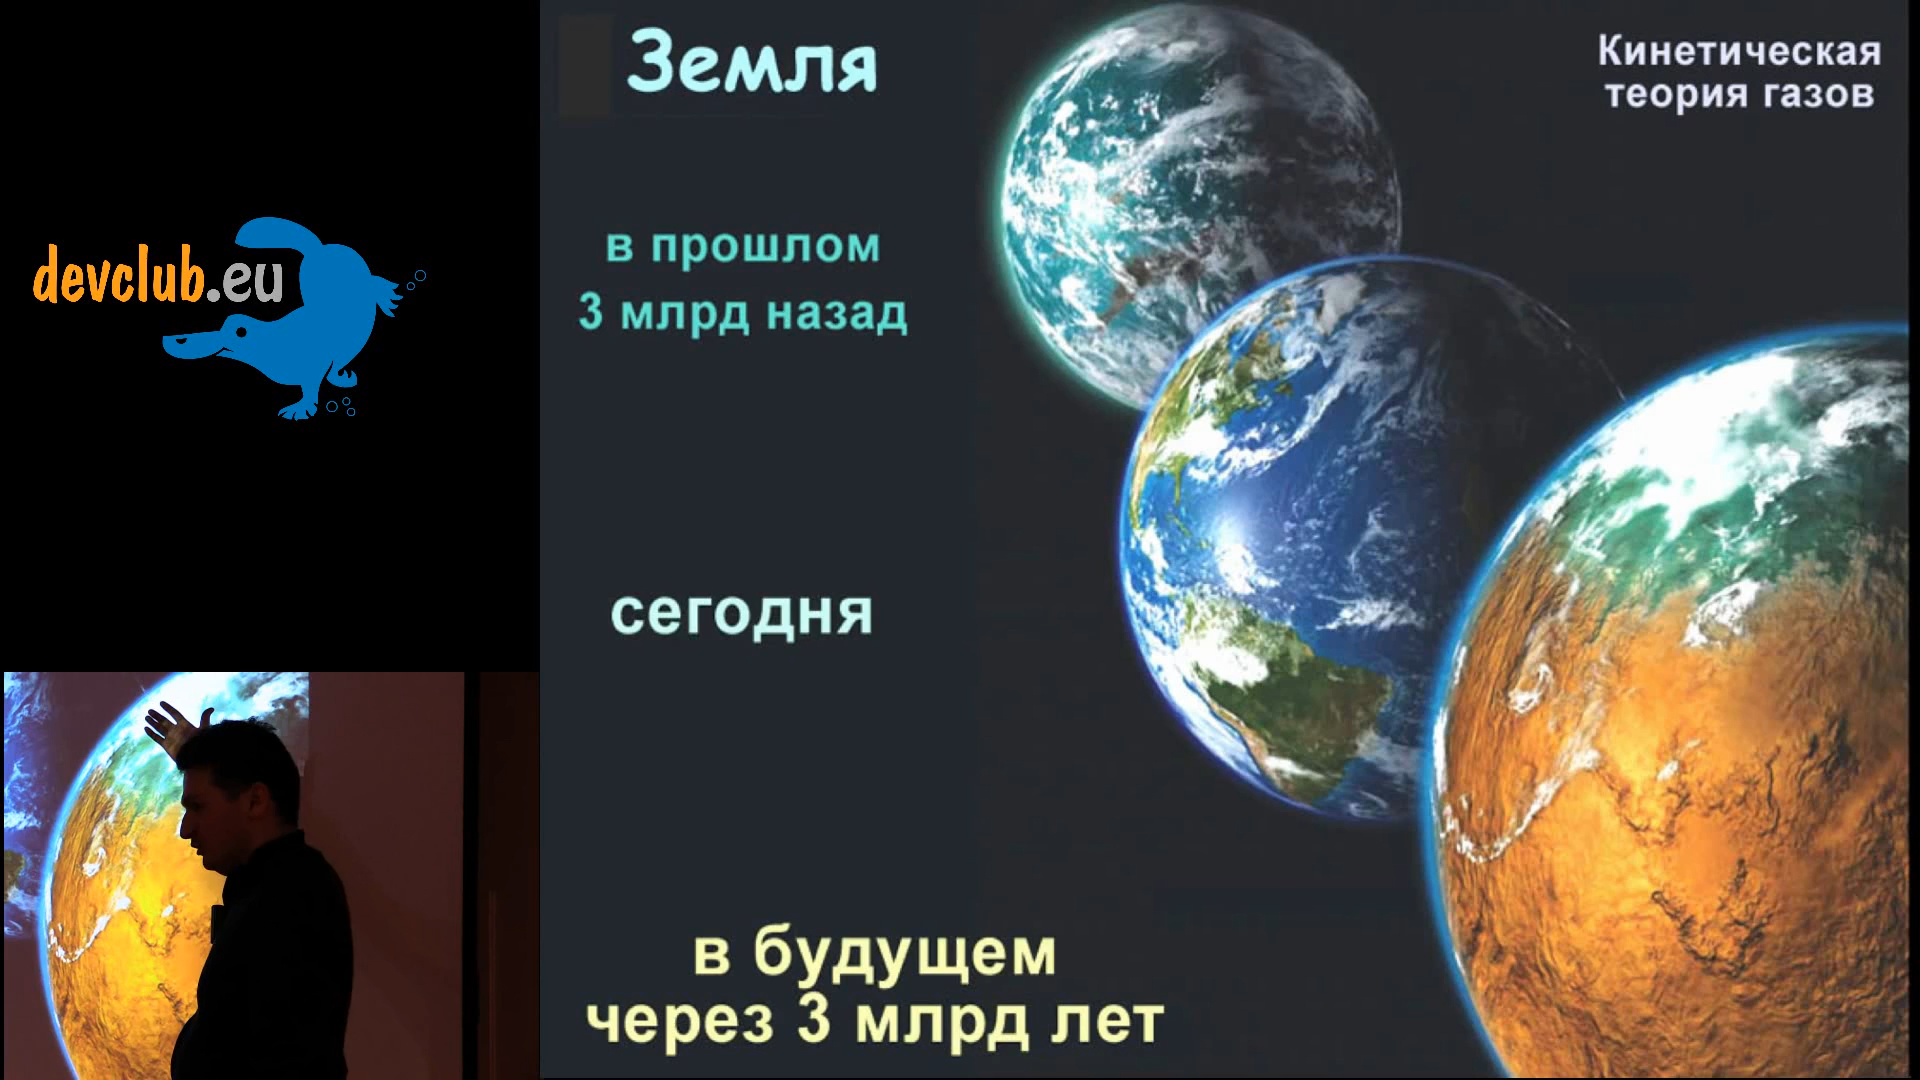 devclub.eu
Земля
Кинетическая
теория газов
в прошлом
3 млрд назад
сегодня
в будущем
через 3 млрд лет